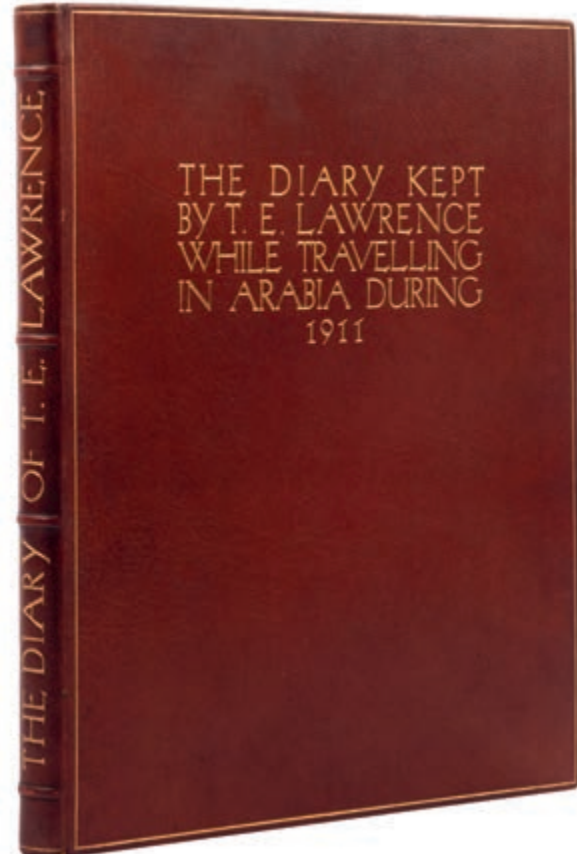 THE DIARY OF T. E. LAWRENCE
THE DIARY KEPT
BY T. E. LAWRENCE
WHILE TRAVELLING
IN ARABIA DURING
1911